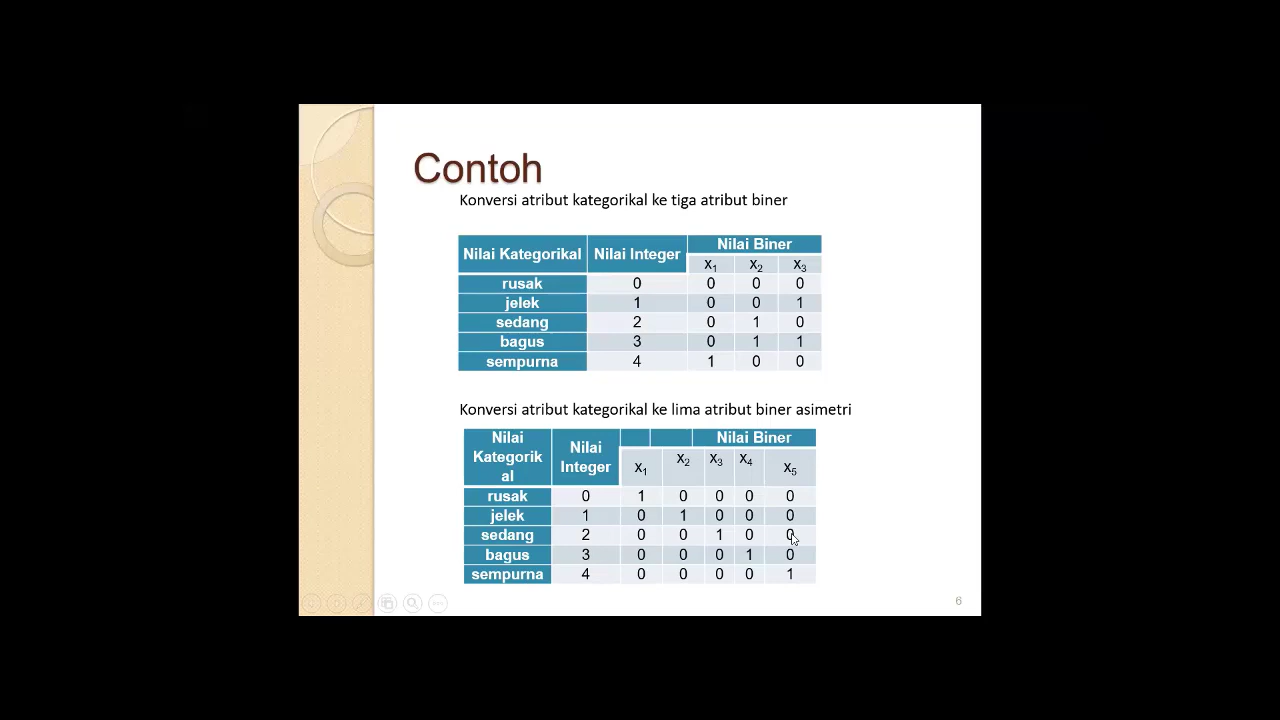 Contoh
Konversi atribut kategorikal ke tiga atribut biner
Nilai Kategorikal Nilai Integer Nilai Biner
x1 x2 x3
rusak 0 0 0 0
jelek 1 0 0 1
sedang 2 0 1 0
bagus 3 0 1 1
sempurna 4 1 0 0
Konversi atribut kategorikal ke lima atribut biner asimetri
Nilai
Kategorik
al
Nilai
Integer
Nilai Biner
x1 x2 x3 x4 x5
rusak 0 1 0 0 0 0
jelek 1 0 1 0 0 0
sedang 2 0 0 1 0 0
bagus 3 0 0 0 1 0
sempurna 4 0 0 0 0 1
6